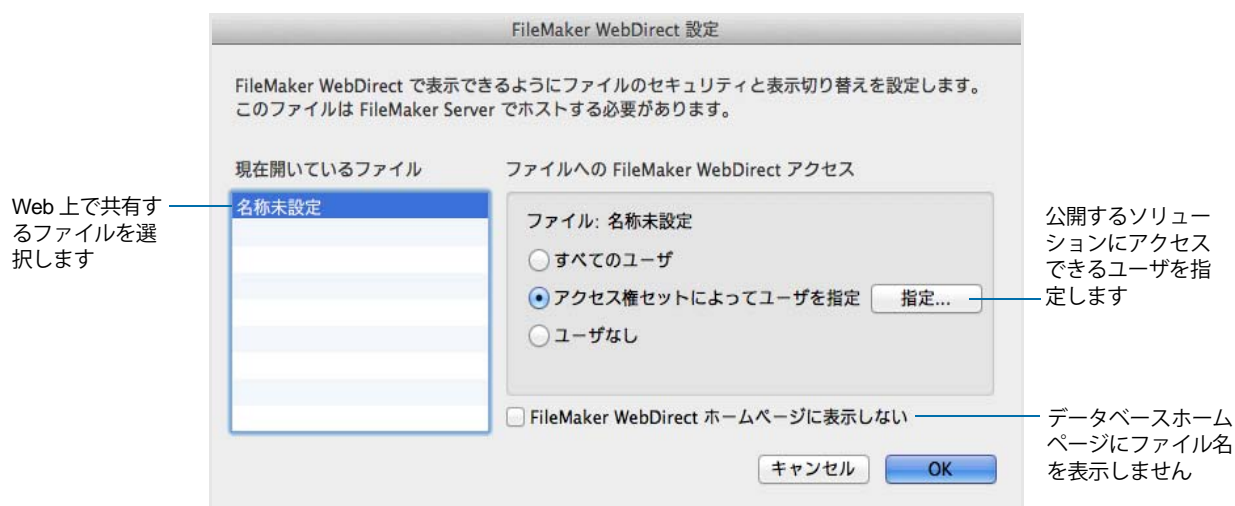 FileMaker WebDirect 設定
FileMaker WebDirect で表示できるようにファイルのセキュリティと表示切り替えを設定します。
このファイルは FileMaker Server でホストする必要があります。
現在開いているファイル
ファイルへの FileMaker WebDirect アクセス
Web 上で共有す
るファイルを選
択します
名称未設定
ファイル: 名称未設定
すべてのユーザ
アクセス権セットによってユーザを指定
指定...
ユーザなし
公開するソリュー
ションにアクセス
できるユーザを指
定します
FileMaker WebDirect ホームページに表示しない
データベースホーム
ページにファイル名
を表示しません
キャンセル
OK